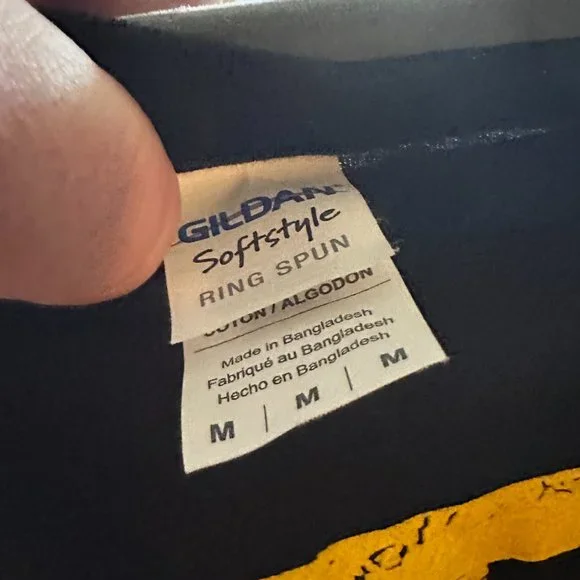 GILDAN
Softstyle
RING SPUN
COTON / ALGODON
Made in Bangladesh
Fabriqué au Bangladesh
Hecho en Bangladesh
M | M | M